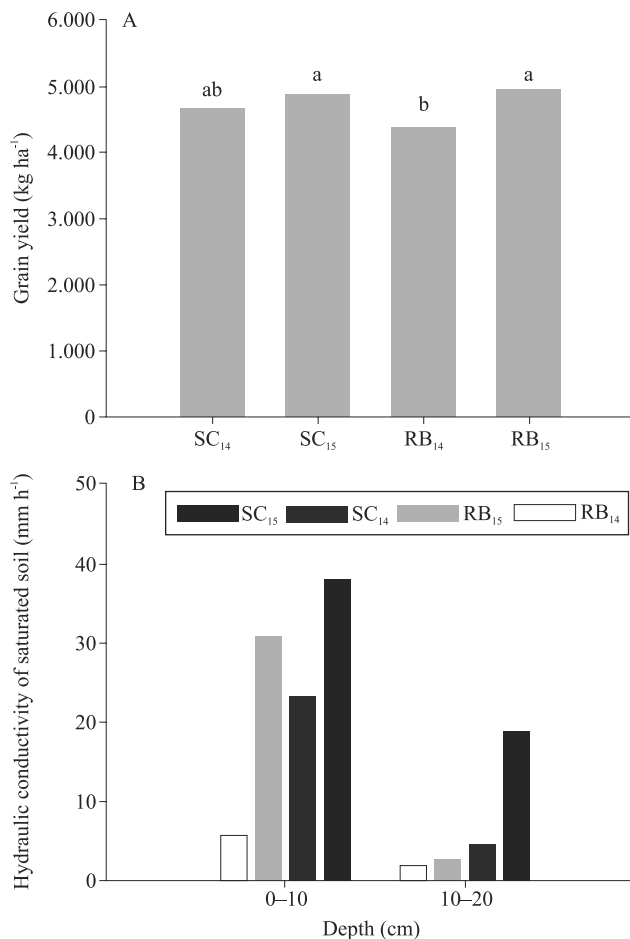 A
Grain yield (kg ha⁻¹)
6.000
5.000
4.000
3.000
2.000
1.000
0
ab
a
b
a
SC₁₄ SC₁₅ RB₁₄ RB₁₅
B
Hydraulic conductivity of saturated soil (mm h⁻¹)
50
40
30
20
10
0
SC₁₅ SC₁₄ RB₁₅ RB₁₄
0–10 10–20
Depth (cm)